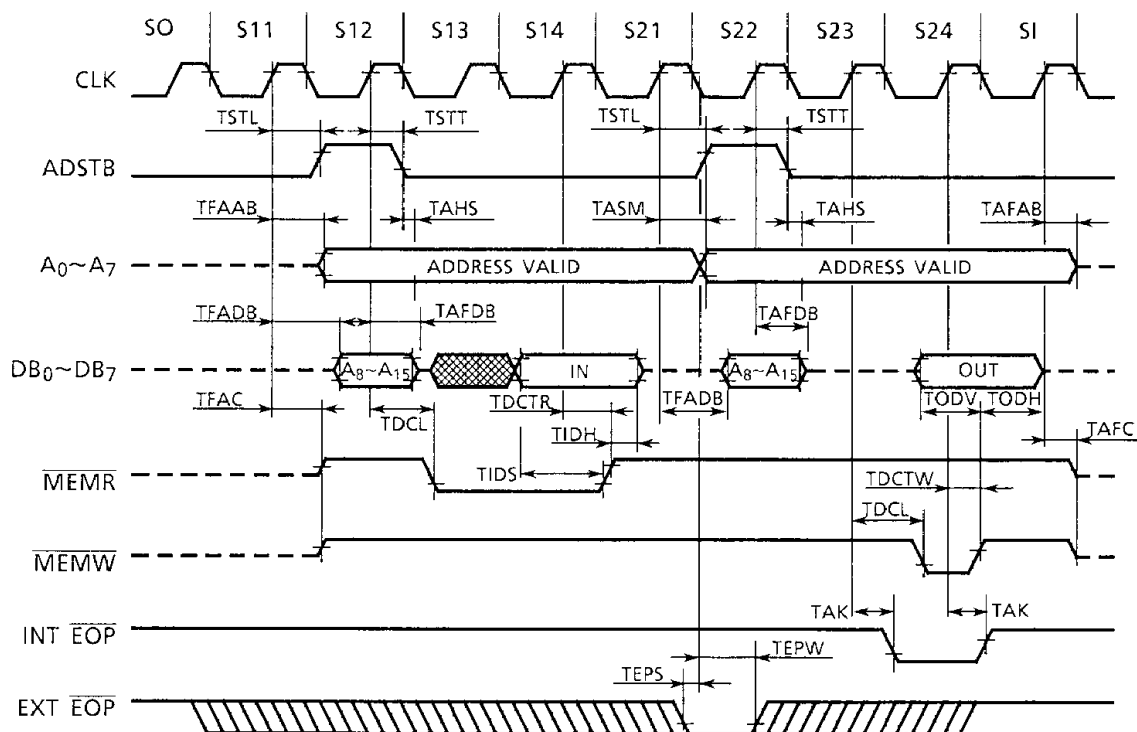 SO S11 S12 S13 S14 S21 S22 S23 S24 SI
CLK
TSTL TSTT TSTL TSTT
ADSTB
TFAAB TAHS TASM TAHS TAFAB
A0~A7 ADDRESS VALID ADDRESS VALID
TFADB TAFDB TAFDB
DB0~DB7 A8~A15 IN A8~A15 OUT
TFAC TDCL TDCTR TFADB TODV TODH
TIDH TAFC
MEMR TIDS TDCTW
TDCL
MEMW
TAK TAK
INT EOP
TEPW
TEPS
EXT EOP